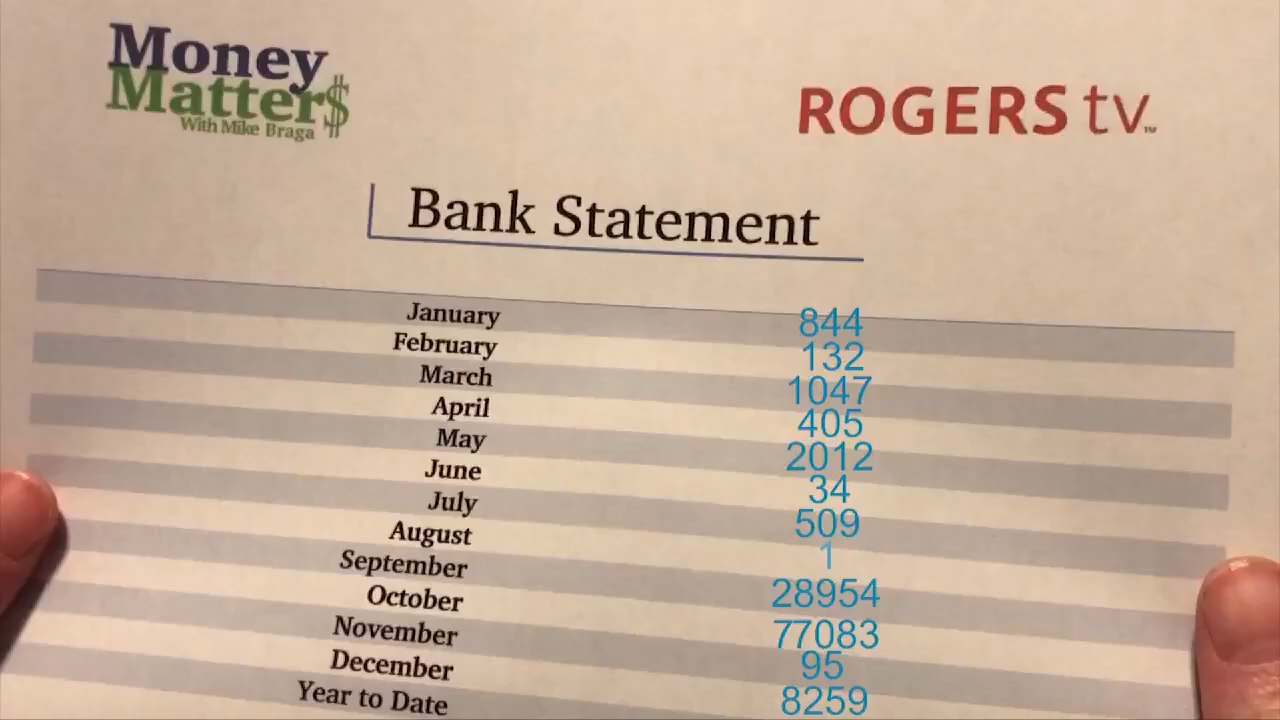 Money
Matter$
With Mike Braga
ROGERS tv™
Bank Statement
January 844
February 132
March 1047
April 405
May 2012
June 34
July 509
August 1
September 28954
October 77083
November 95
December 8259
Year to Date